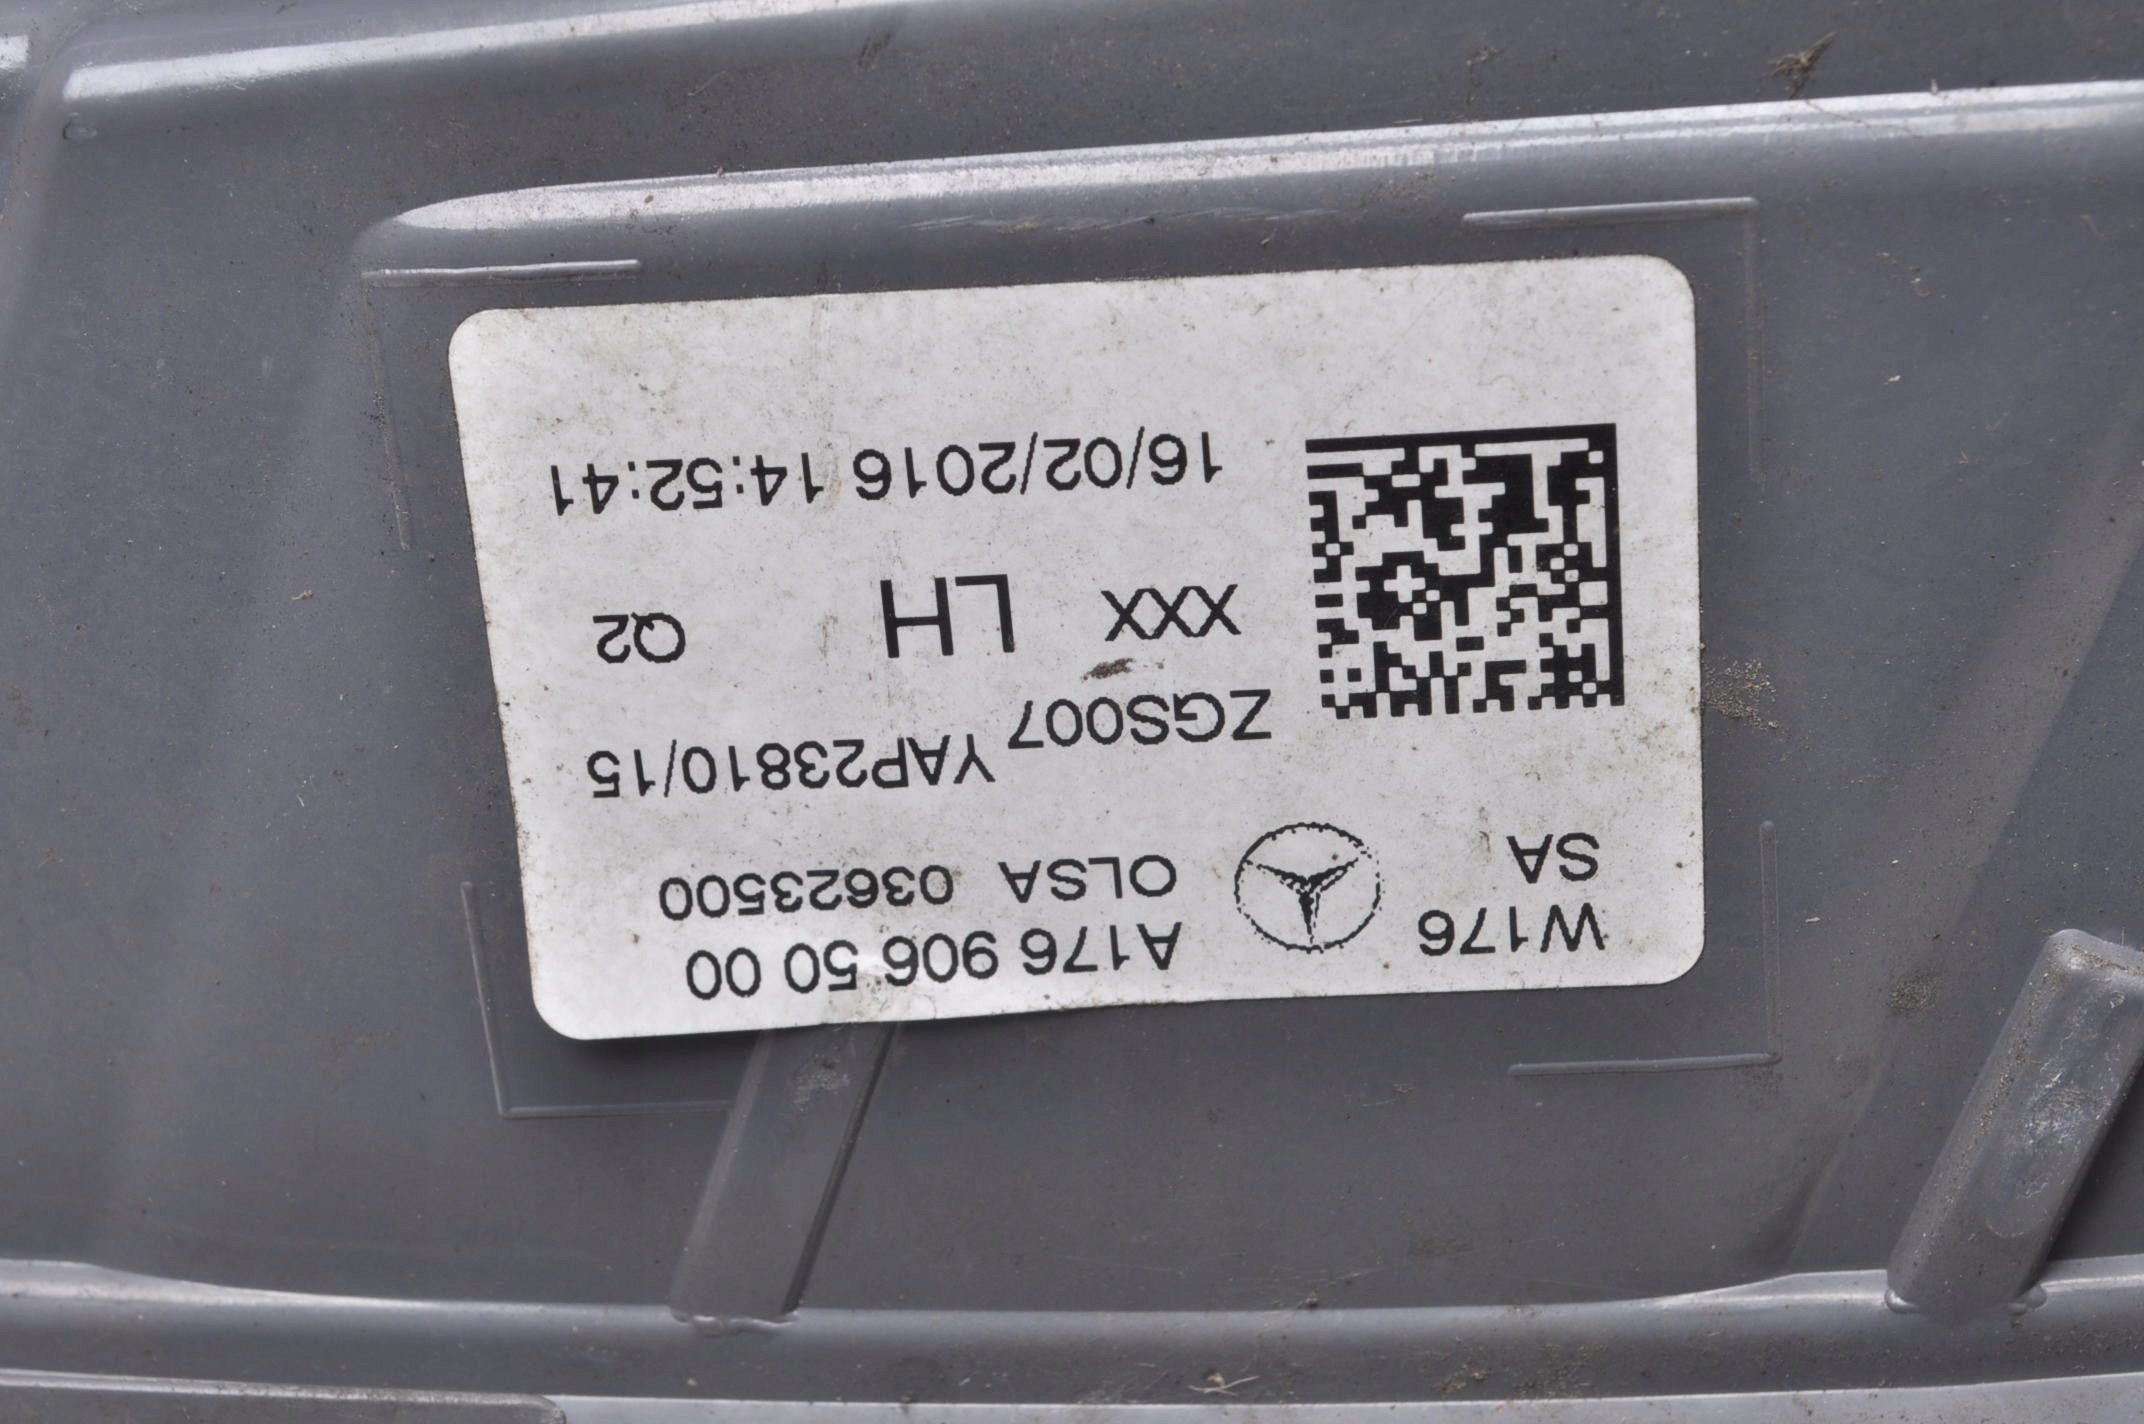 W176 A176 906 50 00
SA OLSA 03623500
ZGS007 YAP23810/15
XXX LH Q2
16/02/2016 14:52:41